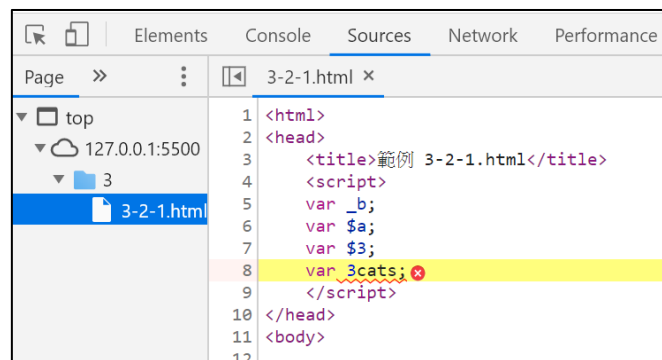 Elements Console Sources Network Performance
Page » 3-2-1.html ×
top
127.0.0.1:5500
3
3-2-1.html
1 <html>
2 <head>
3 <title>範例 3-2-1.html</title>
4 <script>
5 var _b;
6 var $a;
7 var $3;
8 var 3cats;
9 </script>
10 </head>
11 <body>
12